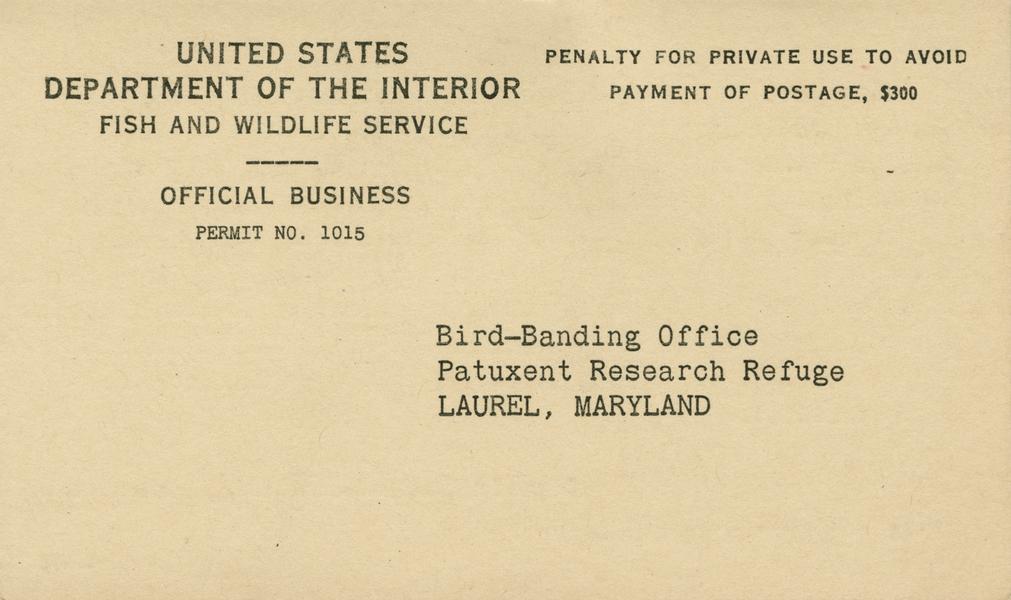 UNITED STATES
DEPARTMENT OF THE INTERIOR
FISH AND WILDLIFE SERVICE
OFFICIAL BUSINESS
PERMIT NO. 1015
PENALTY FOR PRIVATE USE TO AVOID
PAYMENT OF POSTAGE, $300
Bird-Banding Office
Patuxent Research Refuge
LAUREL, MARYLAND